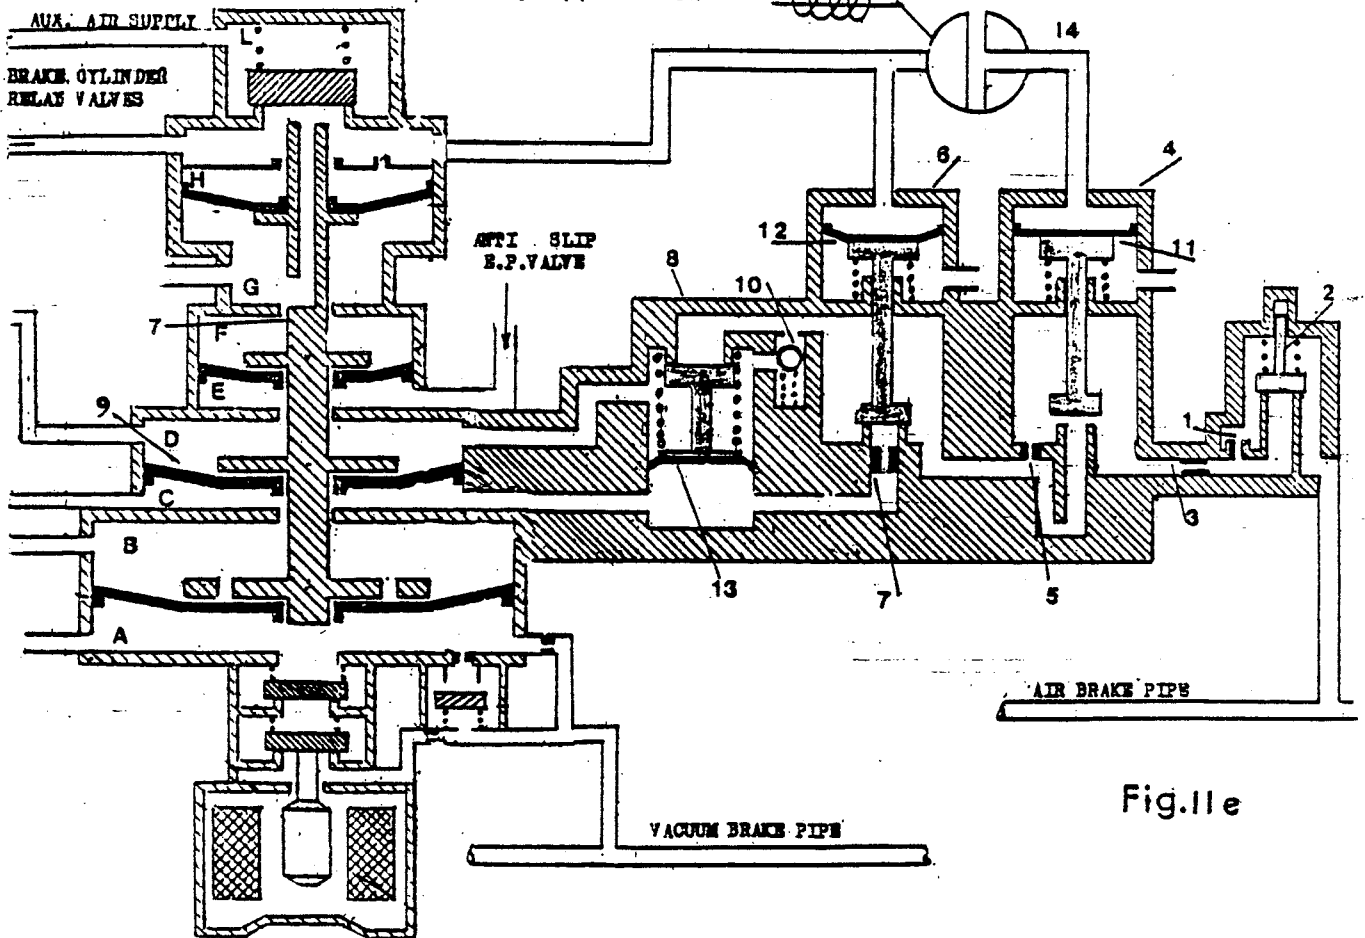 AUX. AIR SUPPLY
L
14
BRAKE CYLINDER
RELAY VALVES
6
4
H
12
11
ANTI SLIP
E.P. VALVE
8
10
2
G
7
F
E
9
1
D
C
3
B
13
7
5
A
AIR BRAKE PIPE
Fig.11e
VACUUM BRAKE PIPE